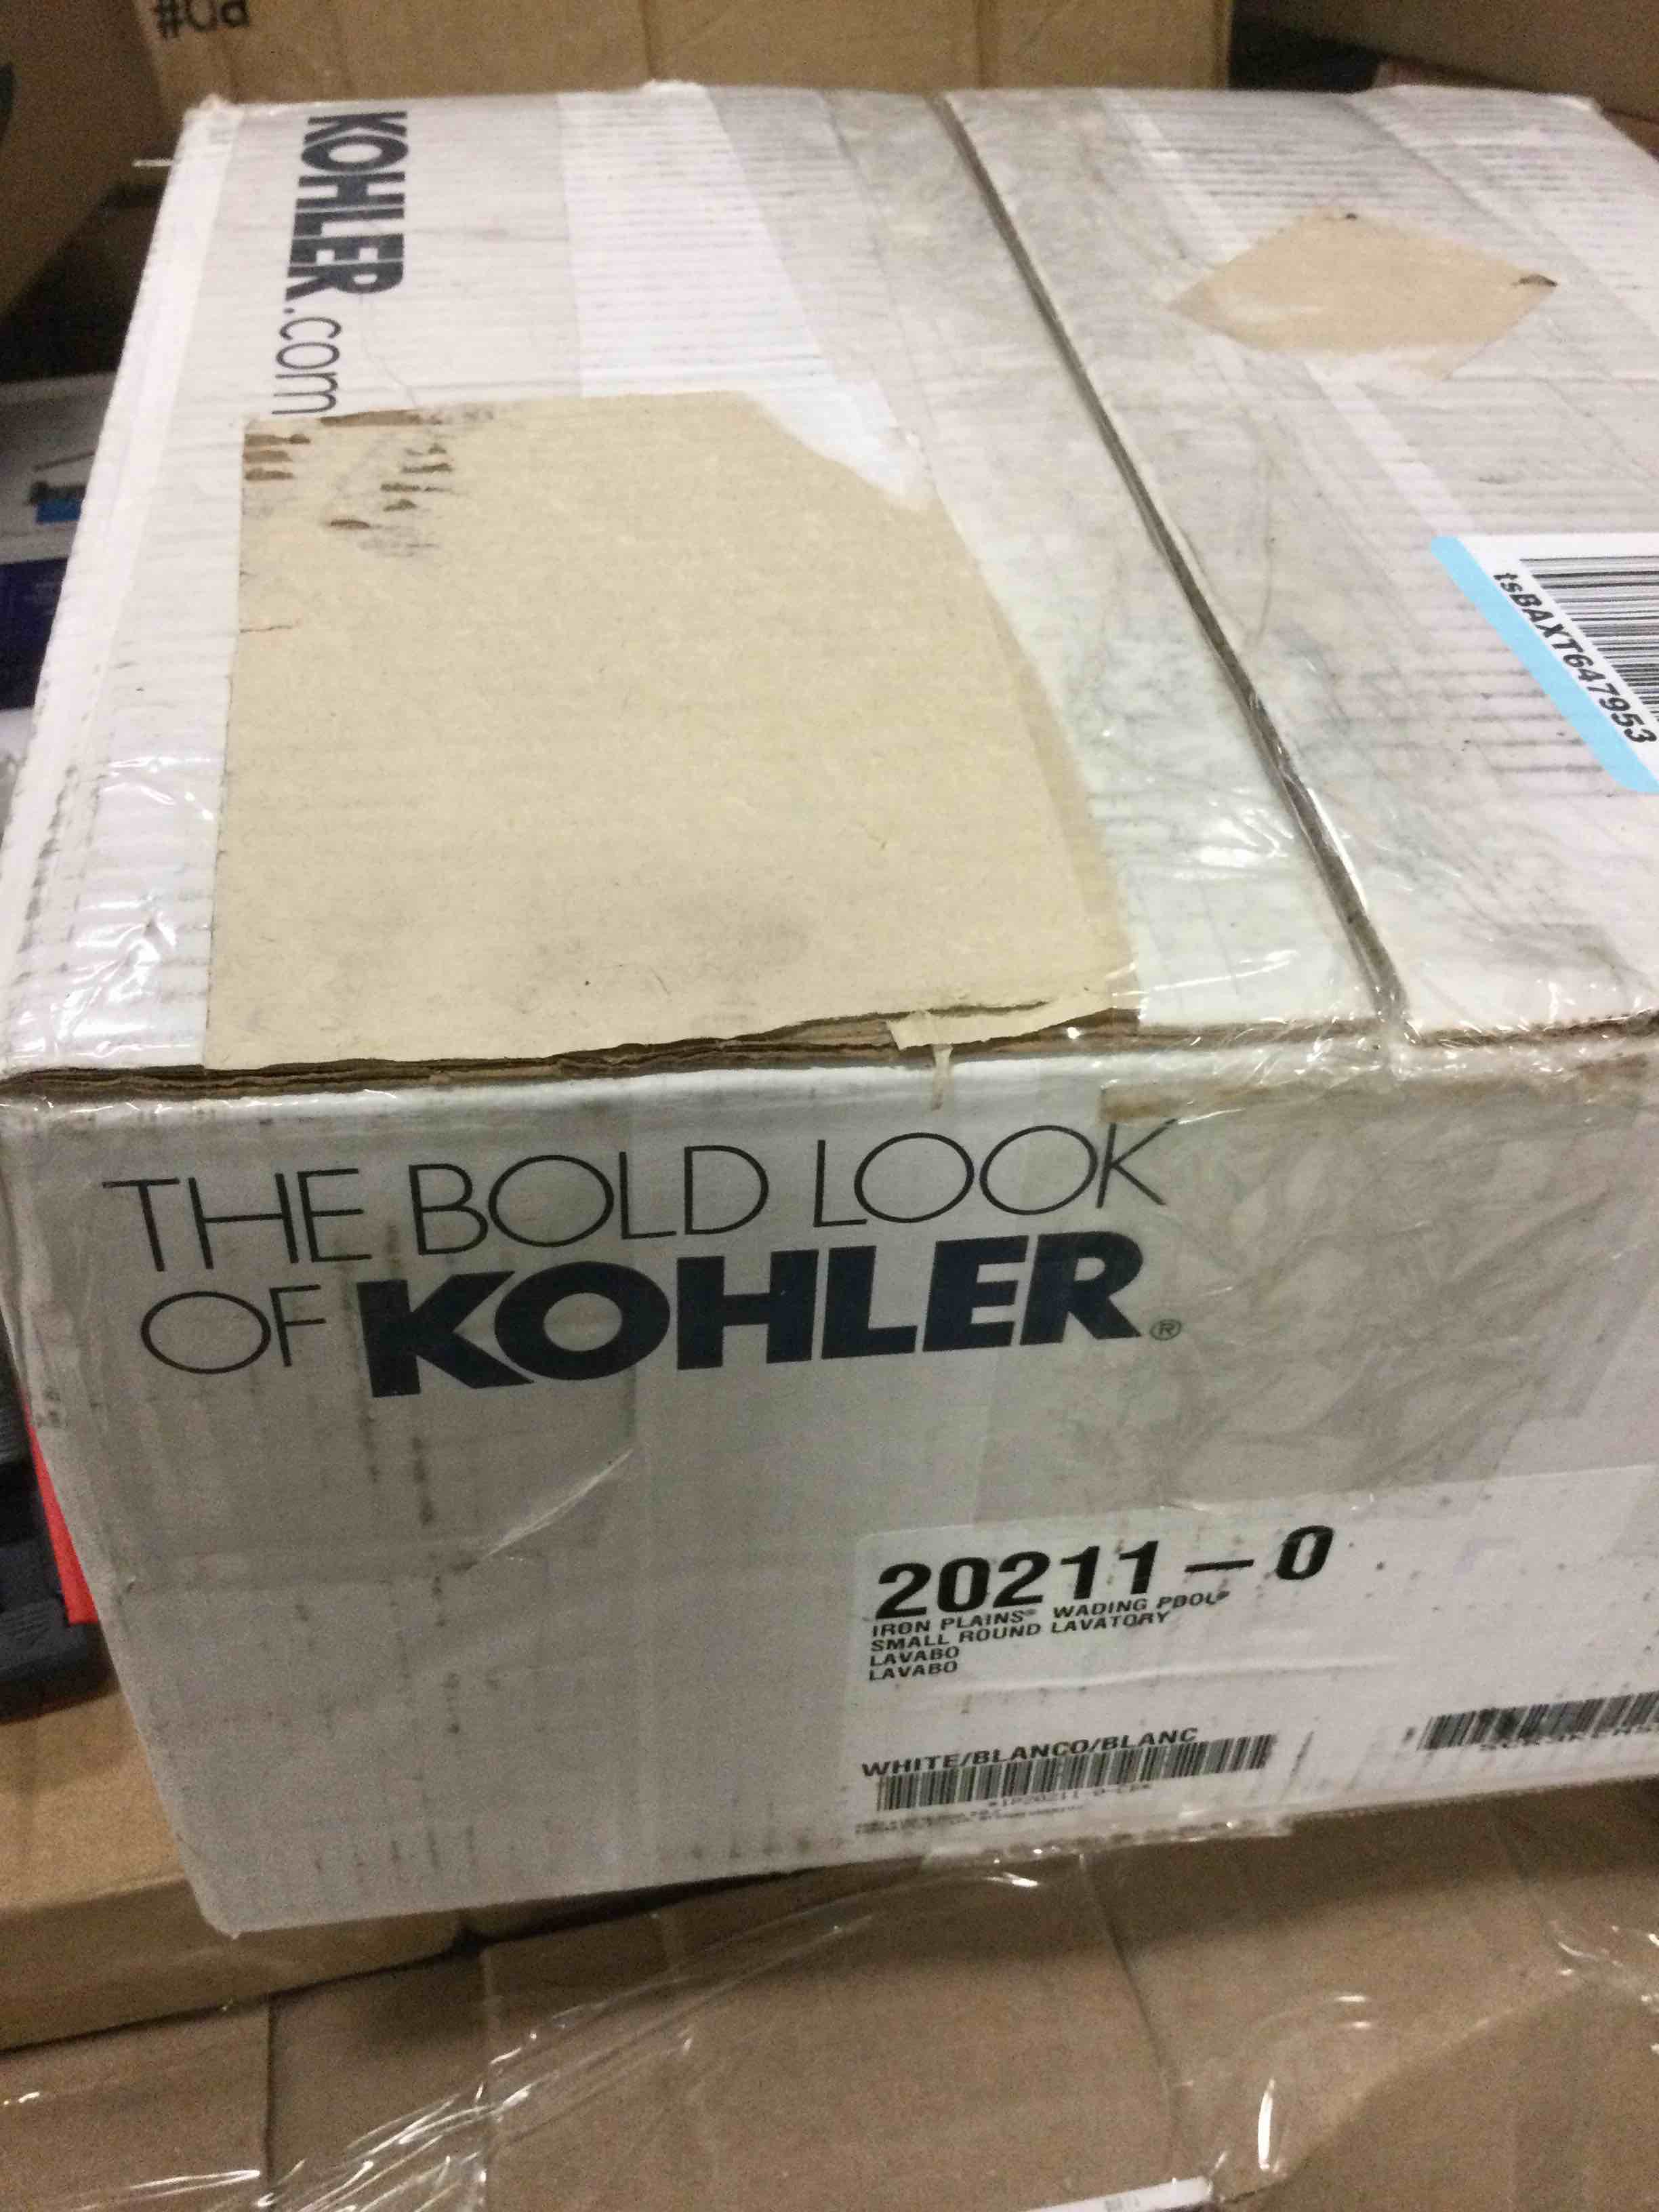 KOHLER.com
tsBAXT647953
THE BOLD LOOK
OF KOHLER®
20211-0
IRON PLAINS® WADING POOL®
SMALL ROUND LAVATORY
LAVABO
LAVABO
WHITE/BLANCO/BLANC